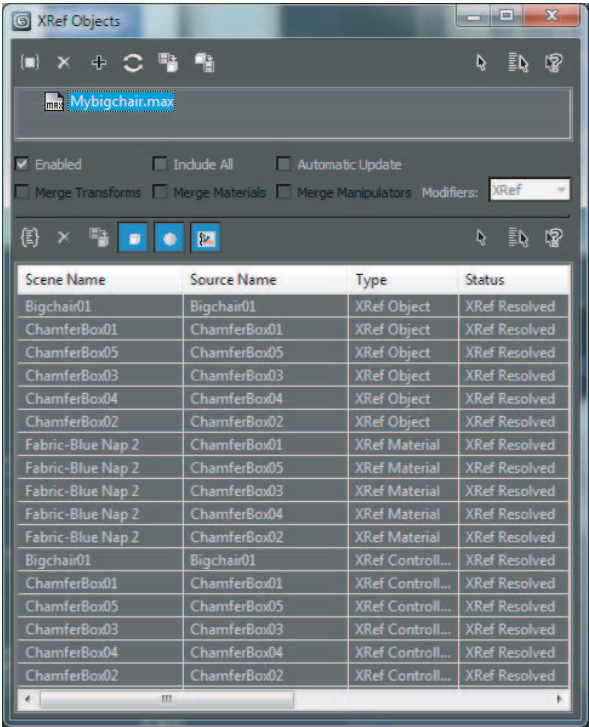 XRef Objects
Mybigchair.max
Enabled Include All Automatic Update
Merge Transforms Merge Materials Merge Manipulators Modifiers: XRef
Scene Name Source Name Type Status
Bigchair01 Bigchair01 XRef Object XRef Resolved
ChamferBox01 ChamferBox01 XRef Object XRef Resolved
ChamferBox05 ChamferBox05 XRef Object XRef Resolved
ChamferBox03 ChamferBox03 XRef Object XRef Resolved
ChamferBox04 ChamferBox04 XRef Object XRef Resolved
ChamferBox02 ChamferBox02 XRef Object XRef Resolved
Fabric-Blue Nap 2 ChamferBox01 XRef Material XRef Resolved
Fabric-Blue Nap 2 ChamferBox05 XRef Material XRef Resolved
Fabric-Blue Nap 2 ChamferBox03 XRef Material XRef Resolved
Fabric-Blue Nap 2 ChamferBox04 XRef Material XRef Resolved
Fabric-Blue Nap 2 ChamferBox02 XRef Material XRef Resolved
Bigchair01 Bigchair01 XRef Controll... XRef Resolved
ChamferBox01 ChamferBox01 XRef Controll... XRef Resolved
ChamferBox05 ChamferBox05 XRef Controll... XRef Resolved
ChamferBox03 ChamferBox03 XRef Controll... XRef Resolved
ChamferBox04 ChamferBox04 XRef Controll... XRef Resolved
ChamferBox02 ChamferBox02 XRef Controll... XRef Resolved